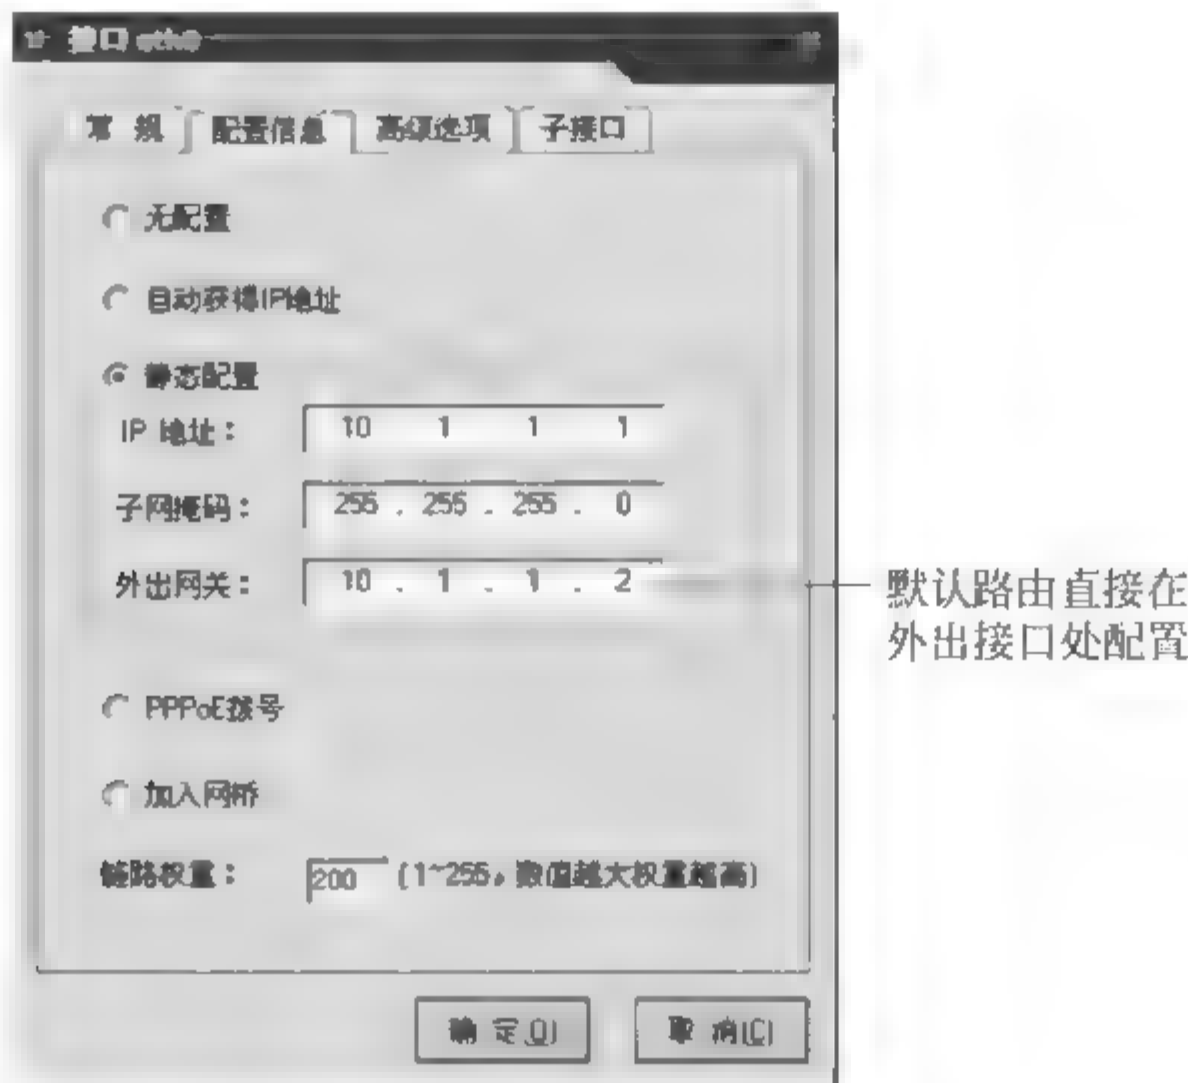 接口 eth0
常 规 配置信息 高级选项 子接口
无配置
自动获得IP地址
静态配置
IP 地址： 10 1 1 1
子网掩码： 255 . 255 . 255 . 0
外出网关： 10 . 1 . 1 . 2
默认路由直接在
外出接口处配置
PPPoE拨号
加入网桥
链路权重： 200 (1~255，数值越大权重越高)
确 定(O) 取 消(C)